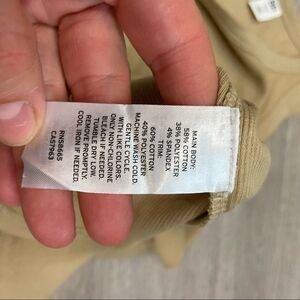 MAIN BODY:
58% COTTON
38% POLYESTER
4% SPANDEX
TRIM:
60% COTTON
40% POLYESTER
MACHINE WASH COLD.
GENTLE CYCLE.
WITH LIKE COLORS.
ONLY NON-CHLORINE
BLEACH IF NEEDED.
TUMBLE DRY LOW.
REMOVE PROMPTLY.
COOL IRON IF NEEDED.
RN58665
CA57963